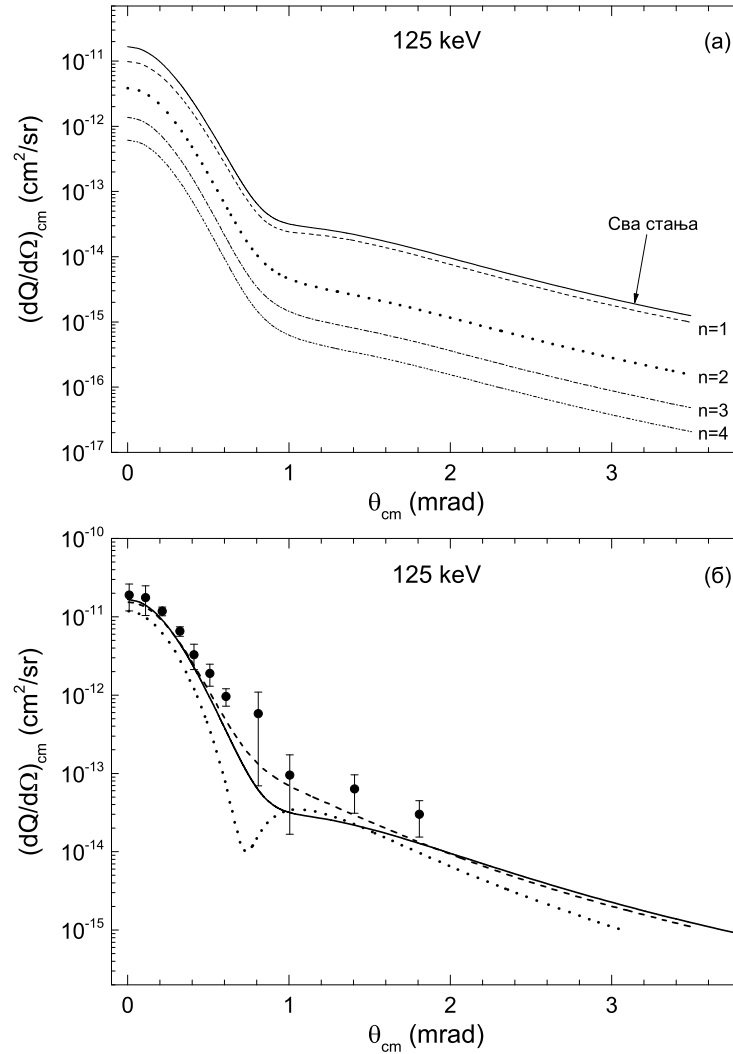 125 keV
(а)
10⁻¹¹
10⁻¹²
10⁻¹³
10⁻¹⁴
10⁻¹⁵
10⁻¹⁶
10⁻¹⁷
(dQ/dΩ)cm (cm²/sr)
Сва стања
n=1
n=2
n=3
n=4
0 1 2 3
θcm (mrad)
125 keV
(б)
10⁻¹⁰
10⁻¹¹
10⁻¹²
10⁻¹³
10⁻¹⁴
10⁻¹⁵
(dQ/dΩ)cm (cm²/sr)
0 1 2 3
θcm (mrad)